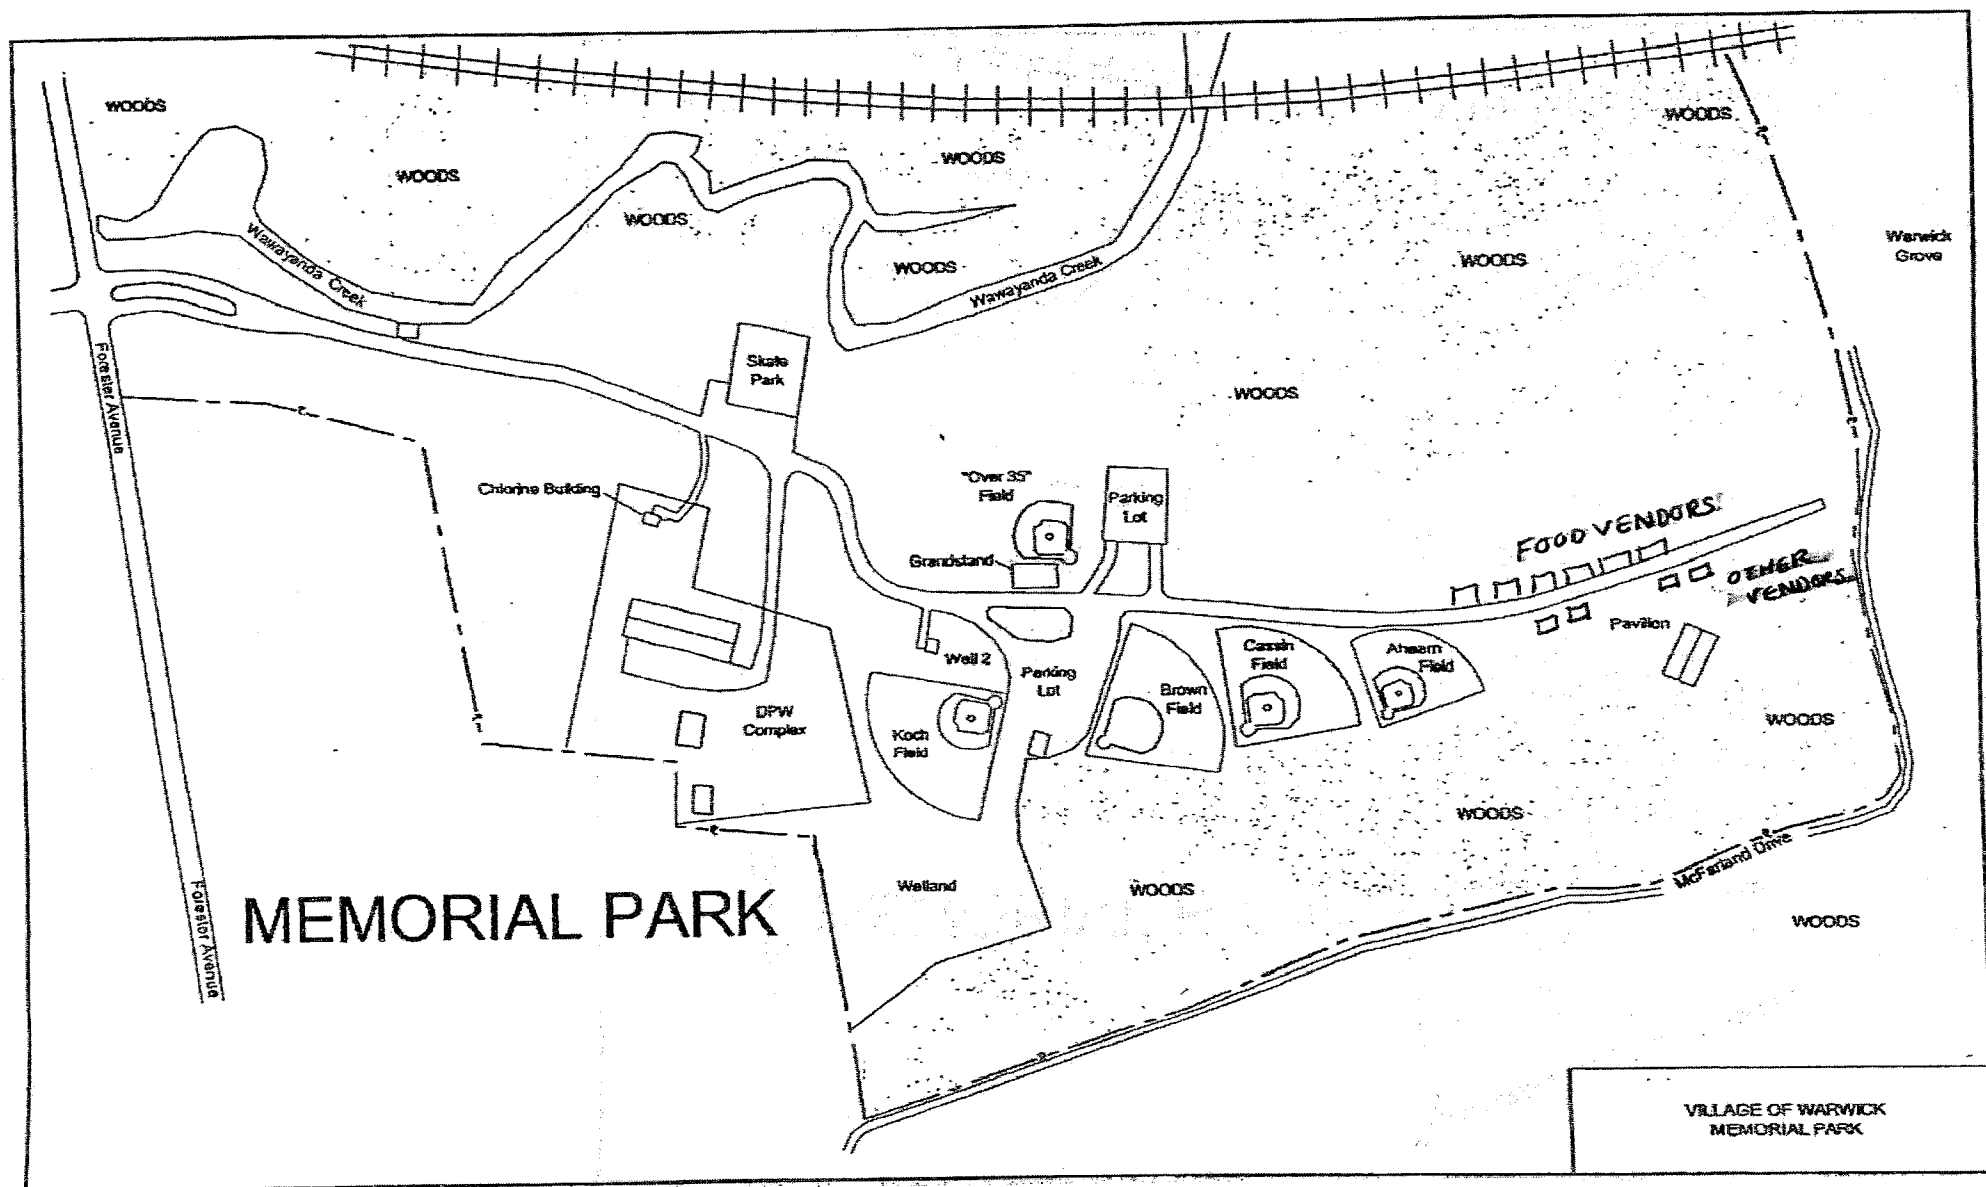 WOODS
WOODS
WOODS
WOODS
WOODS
WOODS
WOODS
WOODS
Warwick
Grove
Wawayanda Creek
Wawayanda Creek
Forester Avenue
Skate
Park
Chlorine Building
"Over 35"
Field
Parking
Lot
Grandstand
FOOD VENDORS
OTHER
VENDORS
Pavilion
Well 2
Parking
Lot
Cassin
Field
Ahearn
Field
Brown
Field
DPW
Complex
Koch
Field
WOODS
WOODS
McFarland Drive
Wetland
WOODS
WOODS
Forester Avenue
MEMORIAL PARK
VILLAGE OF WARWICK
MEMORIAL PARK